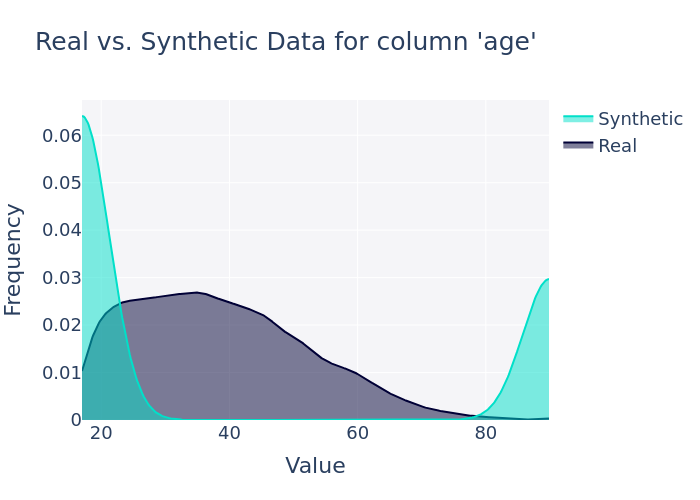 Real vs. Synthetic Data for column 'age'
Synthetic
Real
0.06
0.05
0.04
0.03
0.02
0.01
0
Frequency
20 40 60 80
Value